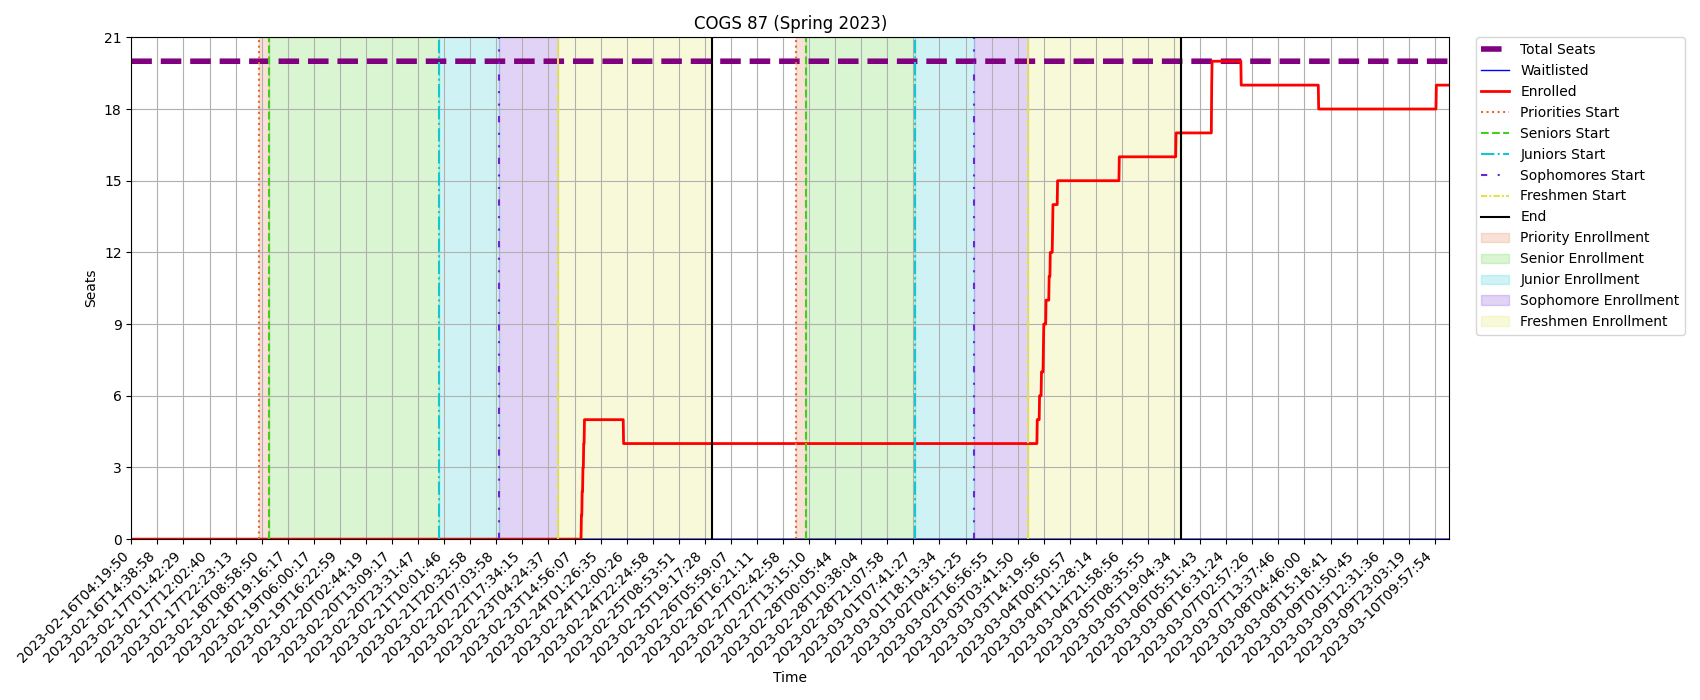 COGS 87 (Spring 2023)
Seats
21
18
15
12
9
6
3
0
2023-02-16T04:19:50
2023-02-16T14:38:58
2023-02-17T01:42:29
2023-02-17T12:02:40
2023-02-17T22:23:13
2023-02-18T08:58:50
2023-02-18T19:16:17
2023-02-19T06:00:17
2023-02-19T16:22:59
2023-02-20T02:44:19
2023-02-20T13:09:17
2023-02-20T23:31:47
2023-02-21T10:01:46
2023-02-21T20:32:58
2023-02-22T07:03:58
2023-02-22T17:34:15
2023-02-23T04:24:37
2023-02-23T14:56:07
2023-02-24T01:26:35
2023-02-24T12:00:26
2023-02-24T22:24:58
2023-02-25T08:53:51
2023-02-25T19:17:28
2023-02-26T05:59:07
2023-02-26T16:21:11
2023-02-27T02:42:58
2023-02-27T13:15:10
2023-02-28T00:05:44
2023-02-28T10:38:04
2023-02-28T21:07:58
2023-03-01T07:41:27
2023-03-01T18:13:34
2023-03-02T04:51:25
2023-03-02T16:56:55
2023-03-03T03:41:50
2023-03-03T14:19:56
2023-03-04T00:50:57
2023-03-04T11:28:14
2023-03-04T21:58:56
2023-03-05T08:35:55
2023-03-05T19:04:34
2023-03-06T05:51:43
2023-03-06T16:31:24
2023-03-07T02:57:26
2023-03-07T13:37:46
2023-03-08T04:46:00
2023-03-08T15:18:41
2023-03-09T01:50:45
2023-03-09T12:31:36
2023-03-09T23:03:19
2023-03-10T09:57:54
Time
Total Seats
Waitlisted
Enrolled
Priorities Start
Seniors Start
Juniors Start
Sophomores Start
Freshmen Start
End
Priority Enrollment
Senior Enrollment
Junior Enrollment
Sophomore Enrollment
Freshmen Enrollment